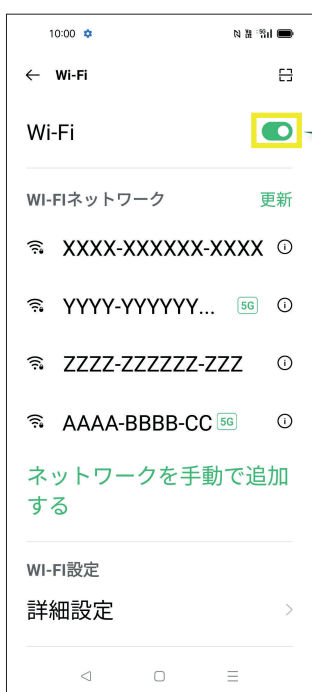 10:00
← Wi-Fi
Wi-Fi
WI-FIネットワーク 更新
XXXX-XXXXXX-XXXX
YYYY-YYYYYY... 5G
ZZZZ-ZZZZZZ-ZZZ
AAAA-BBBB-CC 5G
ネットワークを手動で追加
する
WI-FI設定
詳細設定